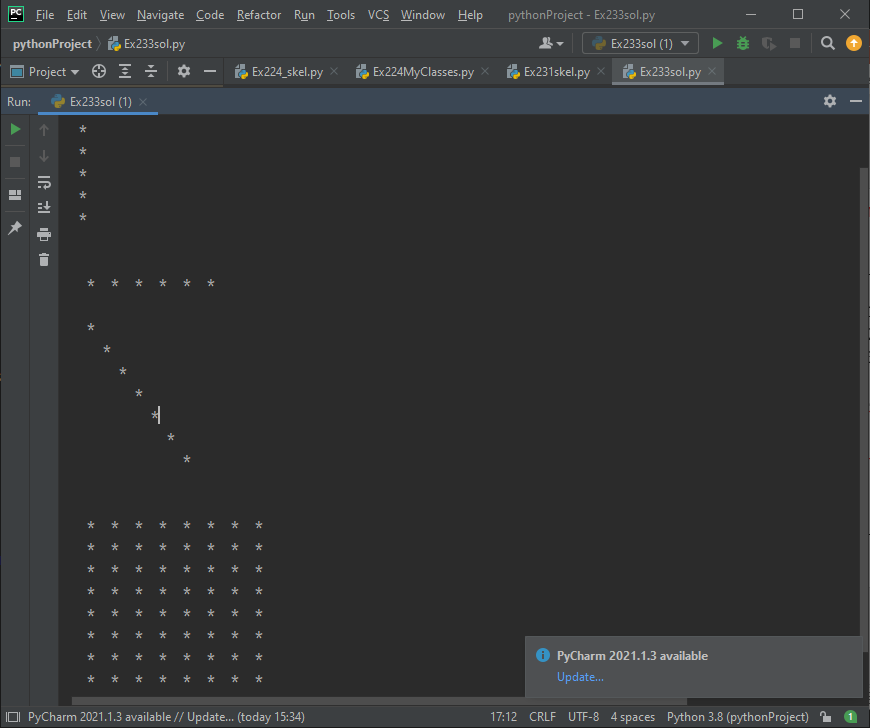 PC File Edit View Navigate Code Refactor Run Tools VCS Window Help pythonProject - Ex233sol.py
pythonProject Ex233sol.py Ex233sol (1)
Project Ex224_skel.py Ex224MyClasses.py Ex231skel.py Ex233sol.py
Run: Ex233sol (1)
*
*
*
*
*
* * * * * *
*
*
*
*
*
*
*
* * * * * * * *
* * * * * * * *
* * * * * * * *
* * * * * * * *
* * * * * * * *
* * * * * * * *
* * * * * * * *
* * * * * * * *
PyCharm 2021.1.3 available
Update...
PyCharm 2021.1.3 available // Update... (today 15:34) 17:12 CRLF UTF-8 4 spaces Python 3.8 (pythonProject) 1